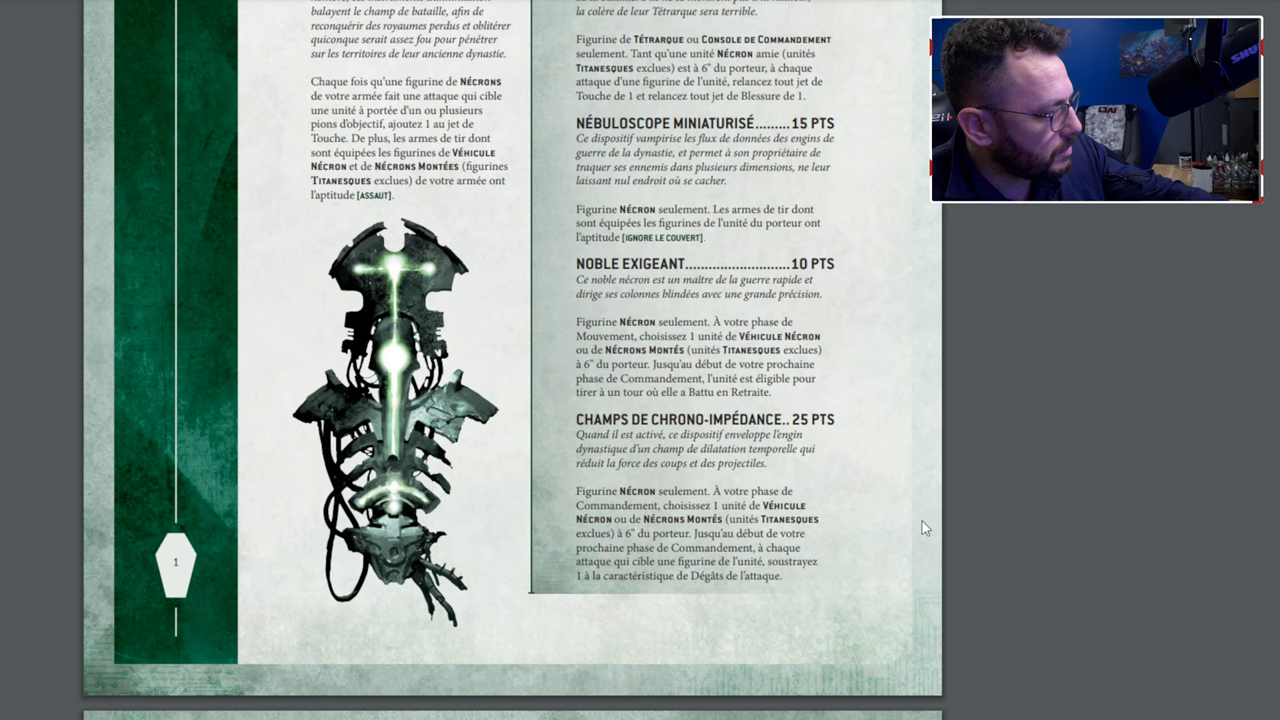 balayent le champ de bataille, afin de
reconquérir des royaumes perdus et oblitérer
quiconque serait assez fou pour pénétrer
sur les territoires de leur ancienne dynastie.
Chaque fois qu'une figurine de NÉCRONS
de votre armée fait une attaque qui cible
une unité à portée d'un ou plusieurs
pions d'objectif, ajoutez 1 au jet de
Touche. De plus, les armes de tir dont
sont équipées les figurines de VÉHICULE
NÉCRON et de NÉCRONS MONTÉES (figurines
TITANESQUES exclues) de votre armée ont
l'aptitude [ASSAUT].
1
la colère de leur Tétrarque sera terrible.
Figurine de TÉTRARQUE ou CONSOLE DE COMMANDEMENT
seulement. Tant qu'une unité NÉCRON amie (unités
TITANESQUES exclues) est à 6" du porteur, à chaque
attaque d'une figurine de l'unité, relancez tout jet de
Touche de 1 et relancez tout jet de Blessure de 1.
NÉBULOSCOPE MINIATURISÉ........15 PTS
Ce dispositif vampirise les flux de données des engins de
guerre de la dynastie, et permet à son propriétaire de
traquer ses ennemis dans plusieurs dimensions, ne leur
laissant nul endroit où se cacher.
Figurine NÉCRON seulement. Les armes de tir dont
sont équipées les figurines de l'unité du porteur ont
l'aptitude [IGNORE LE COUVERT].
NOBLE EXIGEANT..........................10 PTS
Ce noble nécron est un maître de la guerre rapide et
dirige ses colonnes blindées avec une grande précision.
Figurine NÉCRON seulement. À votre phase de
Mouvement, choisissez 1 unité de VÉHICULE NÉCRON
ou de NÉCRONS MONTÉS (unités TITANESQUES exclues)
à 6" du porteur. Jusqu'au début de votre prochaine
phase de Commandement, l'unité est éligible pour
tirer à un tour où elle a Battu en Retraite.
CHAMPS DE CHRONO-IMPÉDANCE.. 25 PTS
Quand il est activé, ce dispositif enveloppe l'engin
dynastique d'un champ de dilatation temporelle qui
réduit la force des coups et des projectiles.
Figurine NÉCRON seulement. À votre phase de
Commandement, choisissez 1 unité de VÉHICULE
NÉCRON ou de NÉCRONS MONTÉS (unités TITANESQUES
exclues) à 6" du porteur. Jusqu'au début de votre
prochaine phase de Commandement, à chaque
attaque qui cible une figurine de l'unité, soustrayez
1 à la caractéristique de Dégâts de l'attaque.
SHU